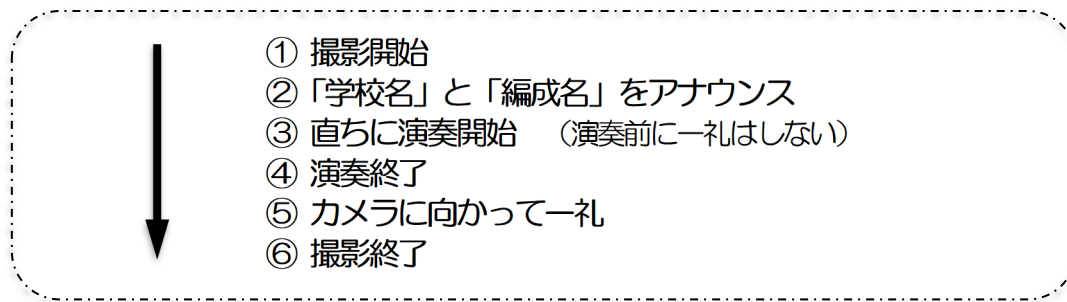 ① 撮影開始
② 「学校名」と「編成名」をアナウンス
③ 直ちに演奏開始　（演奏前に一礼はしない）
④ 演奏終了
⑤ カメラに向かって一礼
⑥ 撮影終了